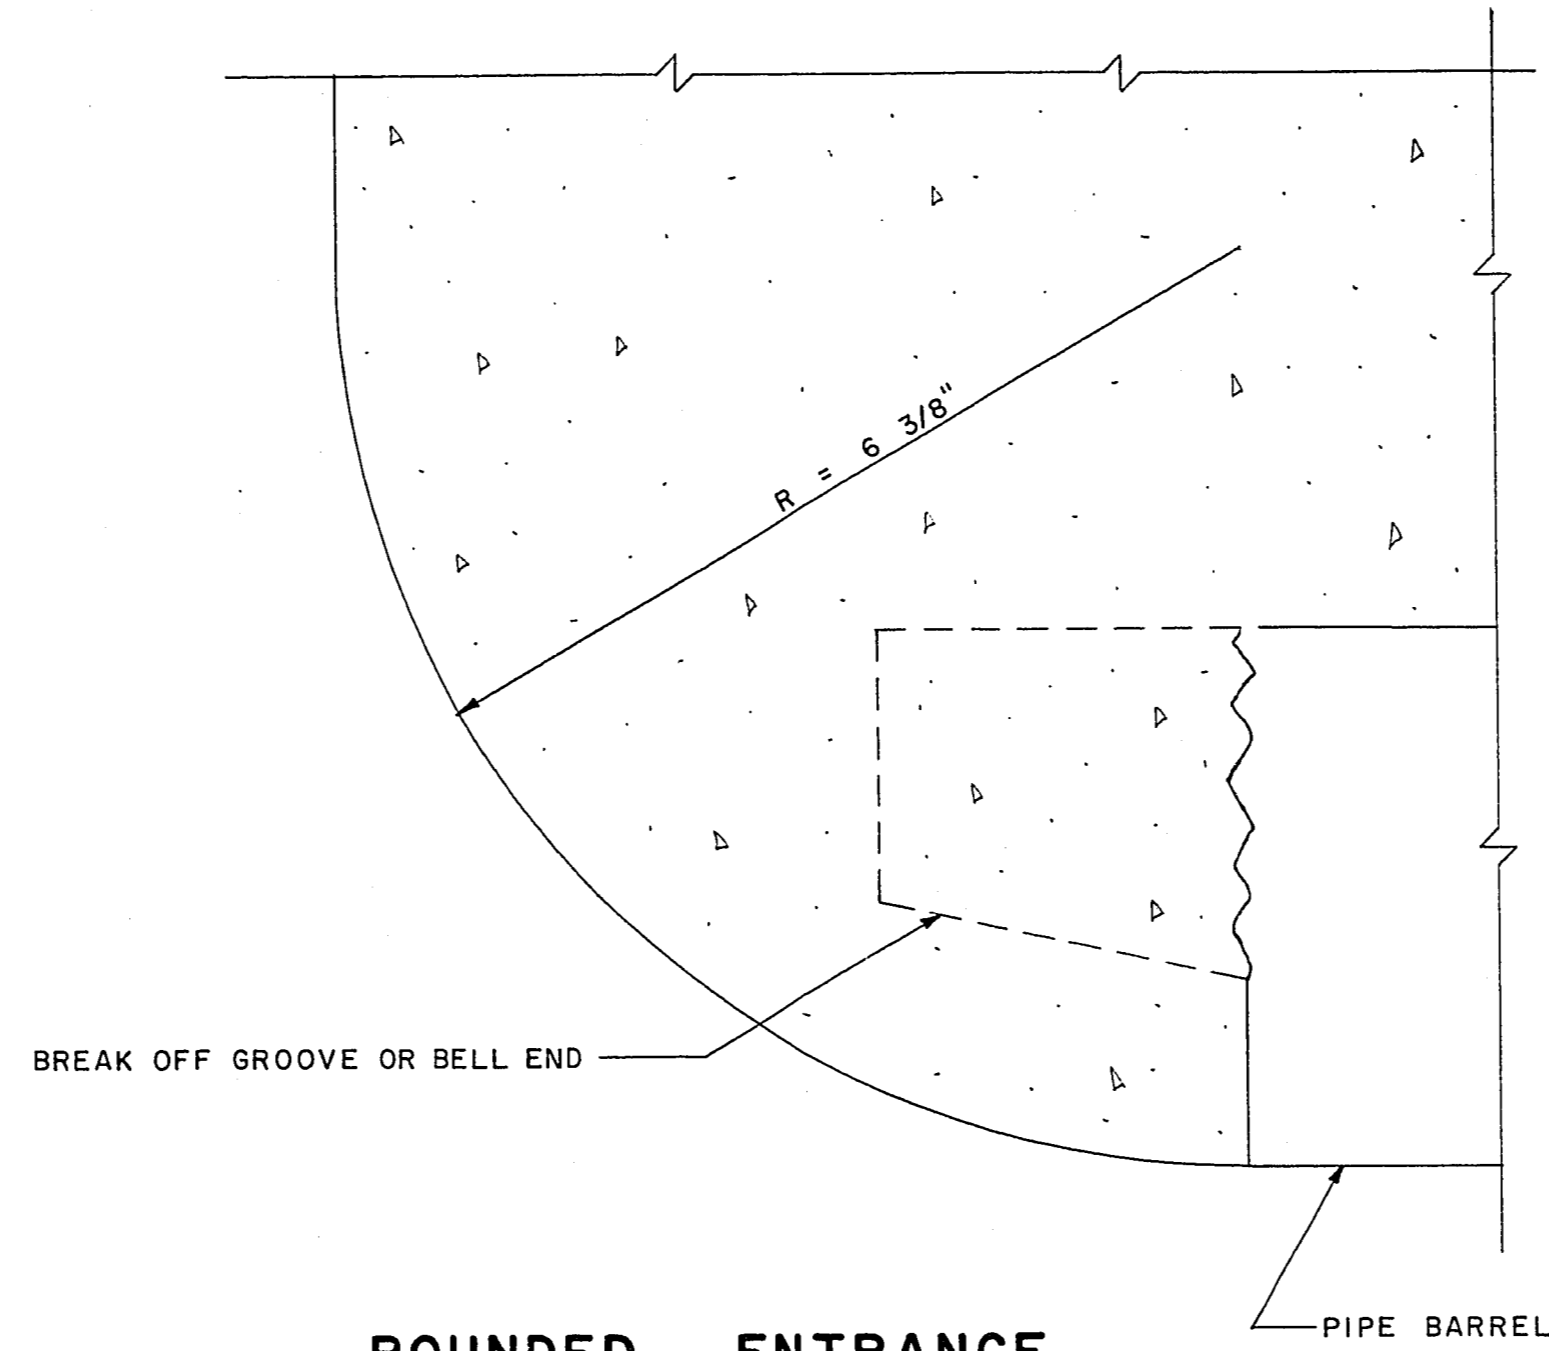 R = 6 3/8"
BREAK OFF GROOVE OR BELL END
PIPE BARREL
ROUNDED ENTRANCE